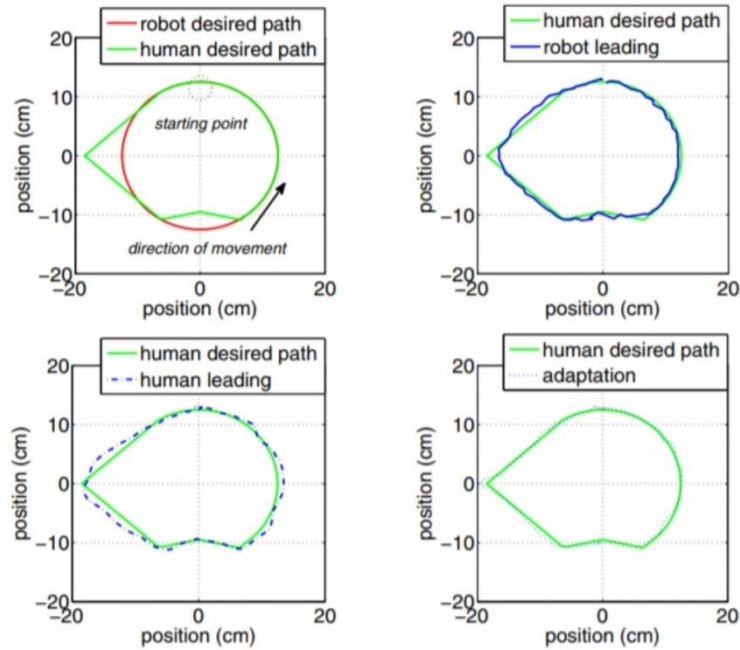 robot desired path
human desired path
20
10
0
−10
−20
−20
0
20
position (cm)
position (cm)
starting point
direction of movement
human desired path
robot leading
20
10
0
−10
−20
−20
0
20
position (cm)
position (cm)
human desired path
human leading
20
10
0
−10
−20
−20
0
20
position (cm)
position (cm)
human desired path
adaptation
20
10
0
−10
−20
−20
0
20
position (cm)
position (cm)